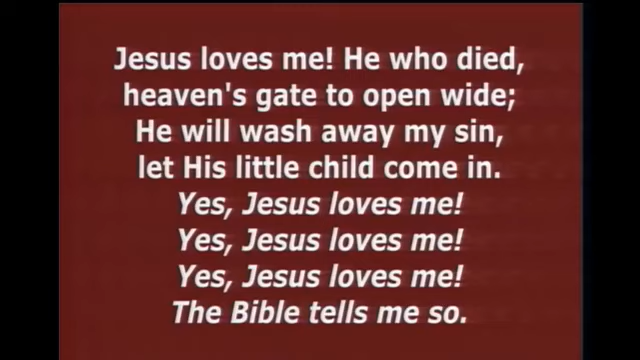 Jesus loves me! He who died,
heaven's gate to open wide;
He will wash away my sin,
let His little child come in.
Yes, Jesus loves me!
Yes, Jesus loves me!
Yes, Jesus loves me!
The Bible tells me so.